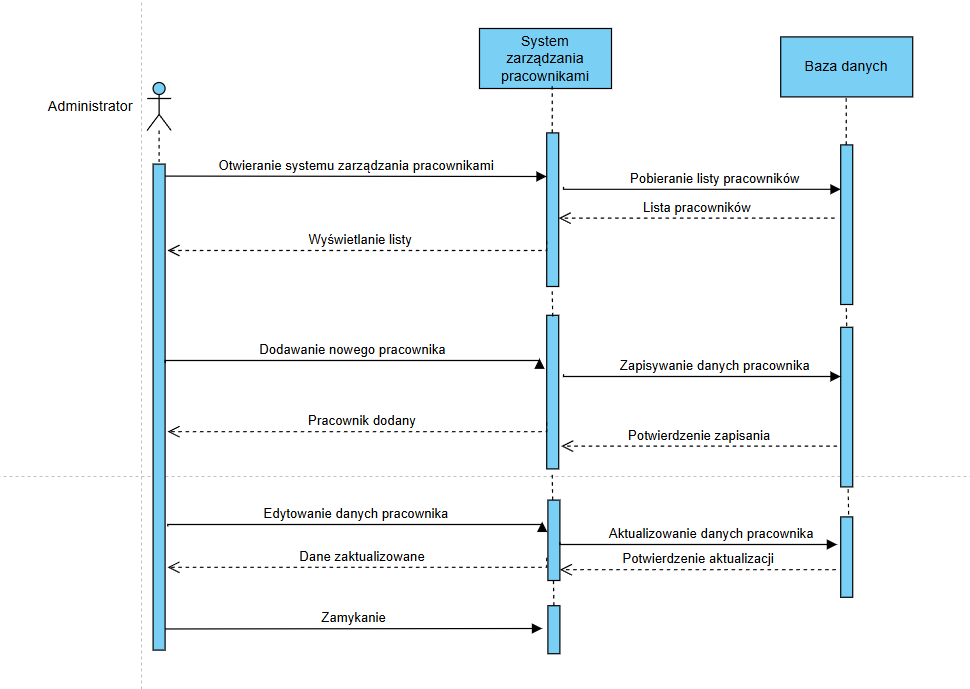 System
zarządzania
pracownikami
Baza danych
Administrator
Otwieranie systemu zarządzania pracownikami
Pobieranie listy pracowników
Lista pracowników
Wyświetlanie listy
Dodawanie nowego pracownika
Zapisywanie danych pracownika
Pracownik dodany
Potwierdzenie zapisania
Edytowanie danych pracownika
Aktualizowanie danych pracownika
Dane zaktualizowane
Potwierdzenie aktualizacji
Zamykanie